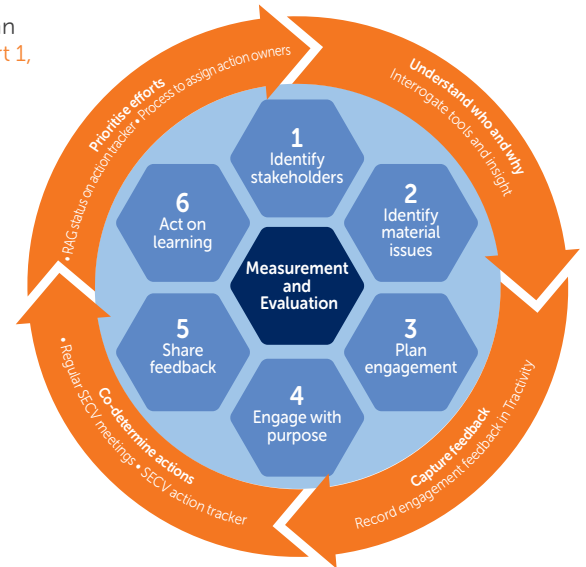 an
rt 1,
Understand who and why
Interrogate tools and insight
Capture feedback
Record engagement feedback in Tractivity
Co-determine actions
• Regular SECV meetings • SECV action tracker
Prioritise efforts
• RAG status on action tracker • Process to assign action owners
1
Identify
stakeholders
2
Identify
material
issues
3
Plan
engagement
4
Engage with
purpose
5
Share
feedback
6
Act on
learning
Measurement
and
Evaluation